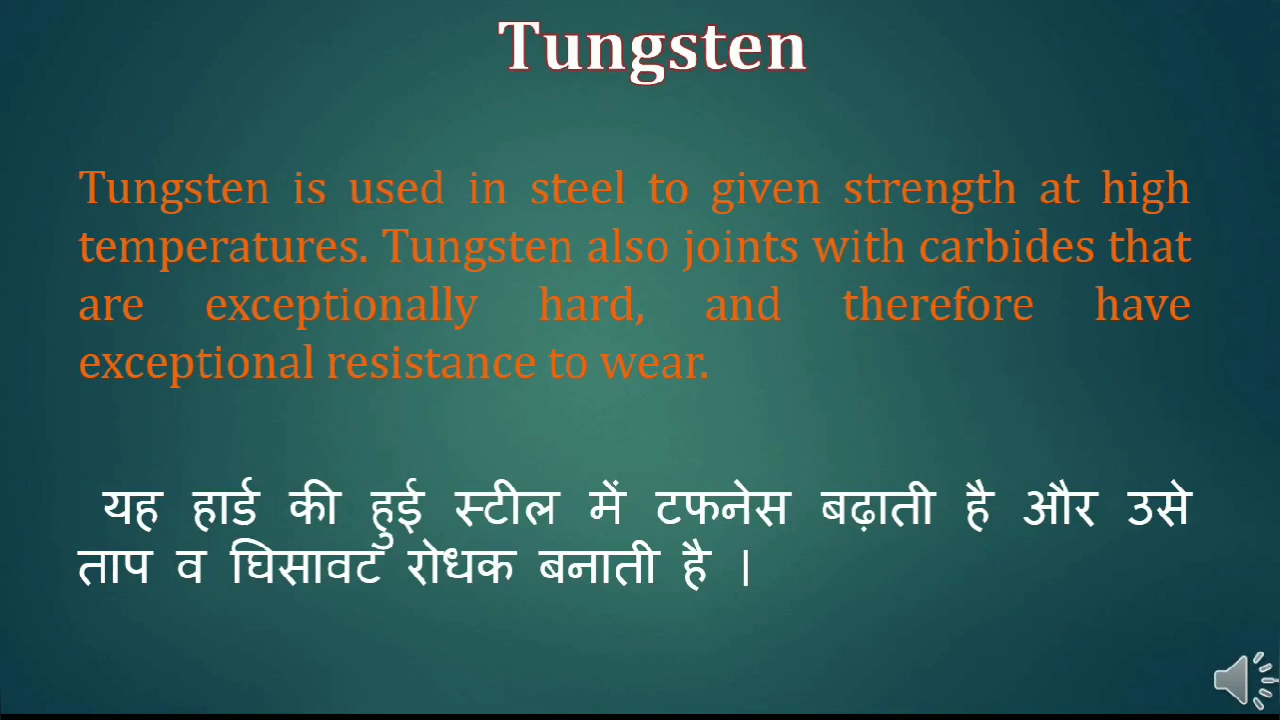 Tungsten
Tungsten is used in steel to given strength at high
temperatures. Tungsten also joints with carbides that
are exceptionally hard, and therefore have
exceptional resistance to wear.
यह हार्ड की हुई स्टील में टफनेस बढ़ाती है और उसे
ताप व घिसावट रोधक बनाती है ।